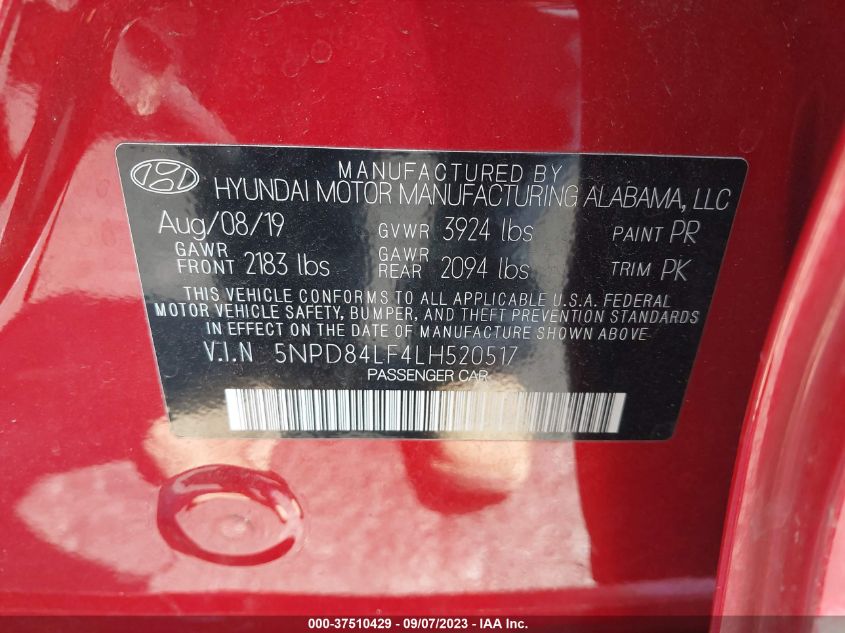 MANUFACTURED BY
HYUNDAI MOTOR MANUFACTURING ALABAMA, LLC
Aug/08/19 GVWR 3924 lbs PAINT PR
GAWR FRONT 2183 lbs GAWR REAR 2094 lbs TRIM PK
THIS VEHICLE CONFORMS TO ALL APPLICABLE U.S.A. FEDERAL
MOTOR VEHICLE SAFETY, BUMPER, AND THEFT PREVENTION STANDARDS
IN EFFECT ON THE DATE OF MANUFACTURE SHOWN ABOVE.
V.I.N 5NPD84LF4LH520517
PASSENGER CAR
000-37510429 - 09/07/2023 - IAA Inc.